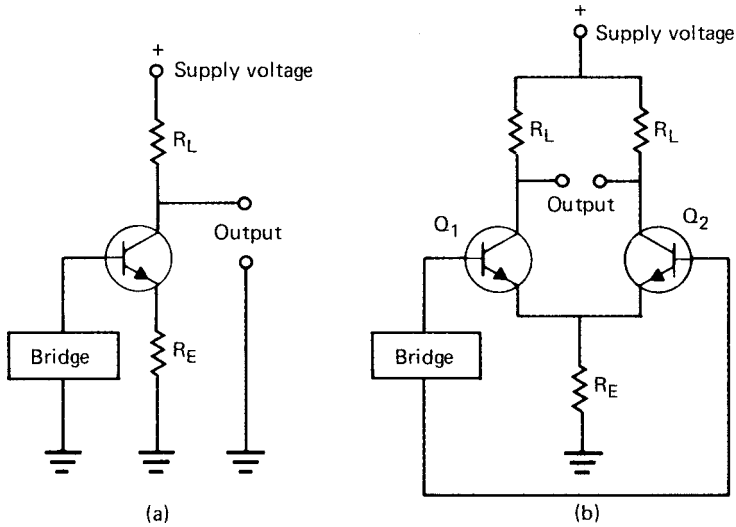 +
Supply voltage
R_L
Output
Bridge
R_E
(a)
+
Supply voltage
R_L
R_L
Output
Q_1
Q_2
Bridge
R_E
(b)